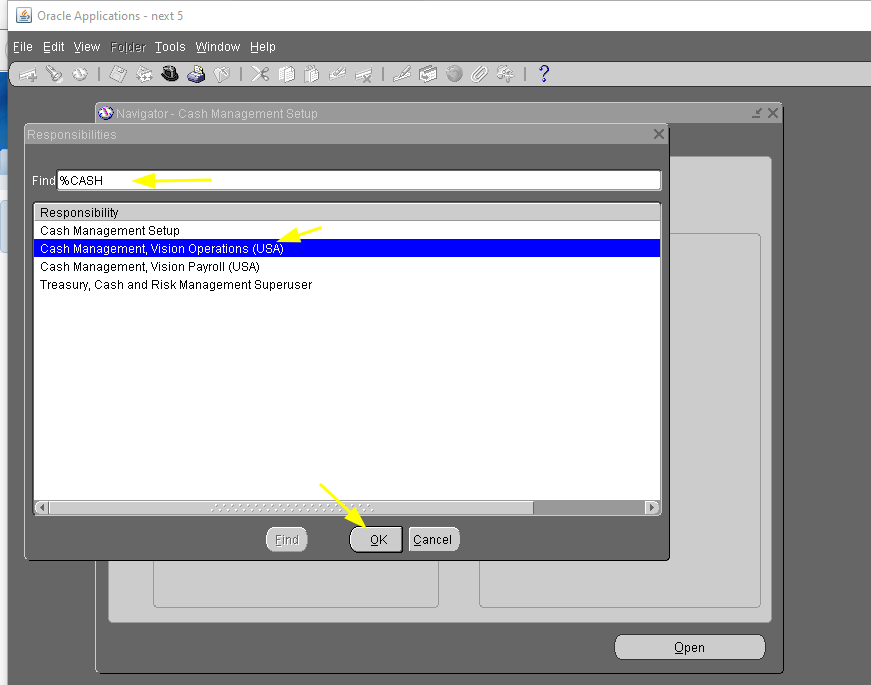 Oracle Applications - next 5
File Edit View Folder Tools Window Help
Navigator - Cash Management Setup
Responsibilities
Find %CASH
Responsibility
Cash Management Setup
Cash Management, Vision Operations (USA)
Cash Management, Vision Payroll (USA)
Treasury, Cash and Risk Management Superuser
Find OK Cancel
Open